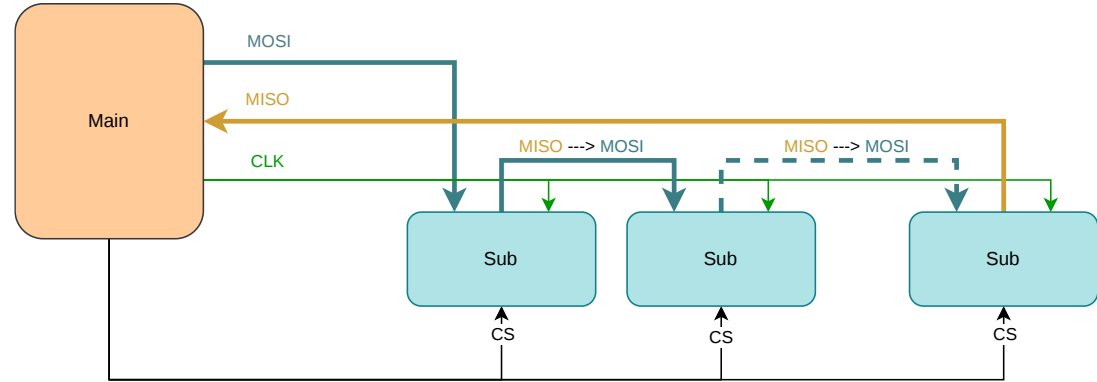 MOSI
MISO
Main
MISO ---> MOSI
MISO ---> MOSI
CLK
Sub
Sub
Sub
CS
CS
CS